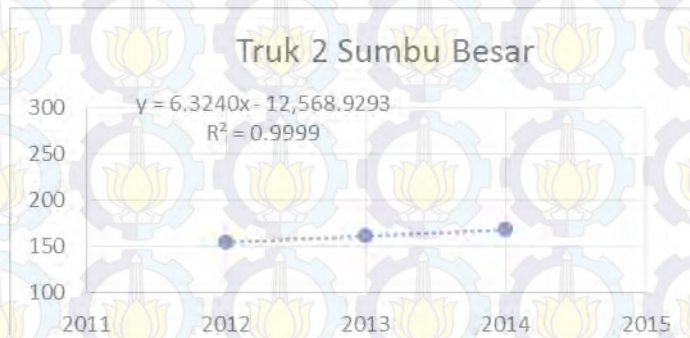 Truk 2 Sumbu Besar
y = 6.3240x - 12,568.9293
R² = 0.9999
300
250
200
150
100
2011 2012 2013 2014 2015